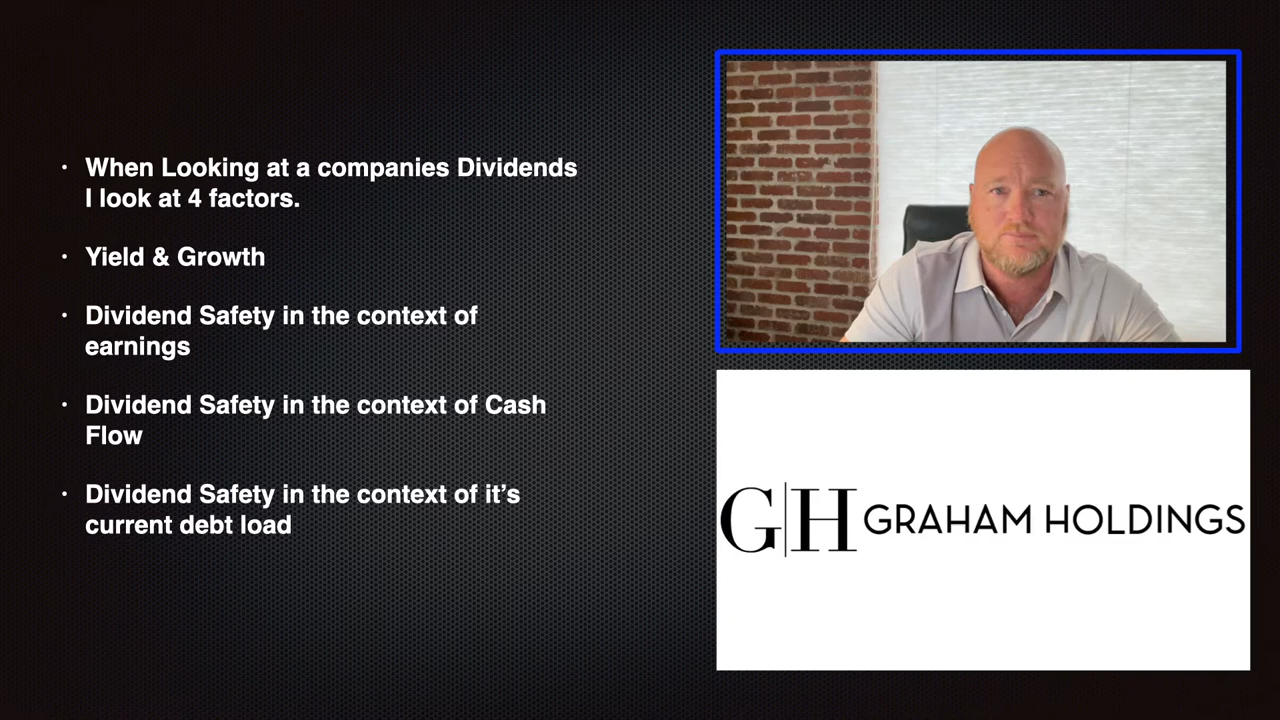 When Looking at a companies Dividends
I look at 4 factors.
Yield & Growth
Dividend Safety in the context of
earnings
Dividend Safety in the context of Cash
Flow
Dividend Safety in the context of it’s
current debt load
G|H GRAHAM HOLDINGS